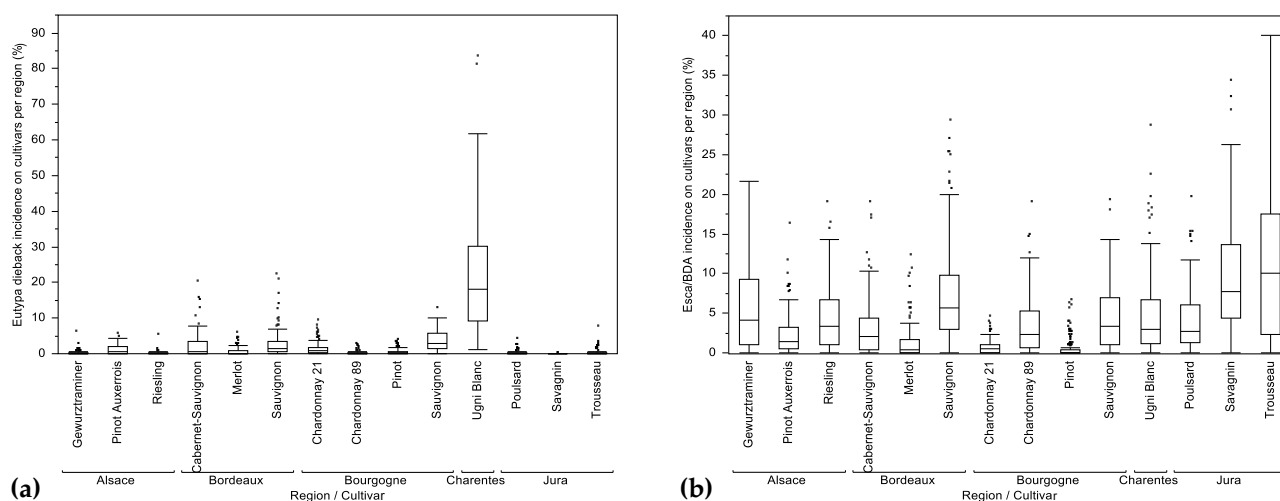 Eutypa dieback incidence on cultivars per region (%)
90
80
70
60
50
40
30
20
10
0
Gewurztraminer
Pinot Auxerrois
Riesling
Cabernet-Sauvignon
Merlot
Sauvignon
Chardonnay 21
Chardonnay 89
Pinot
Sauvignon
Ugni Blanc
Poulsard
Savagnin
Trousseau
Alsace
Bordeaux
Bourgogne
Charentes
Jura
Region / Cultivar
(a)
Esca/BDA incidence on cultivars per region (%)
40
35
30
25
20
15
10
5
0
Gewurztraminer
Pinot Auxerrois
Riesling
Cabernet-Sauvignon
Merlot
Sauvignon
Chardonnay 21
Chardonnay 89
Pinot
Sauvignon
Ugni Blanc
Poulsard
Savagnin
Trousseau
Alsace
Bordeaux
Bourgogne
Charentes
Jura
Region / Cultivar
(b)